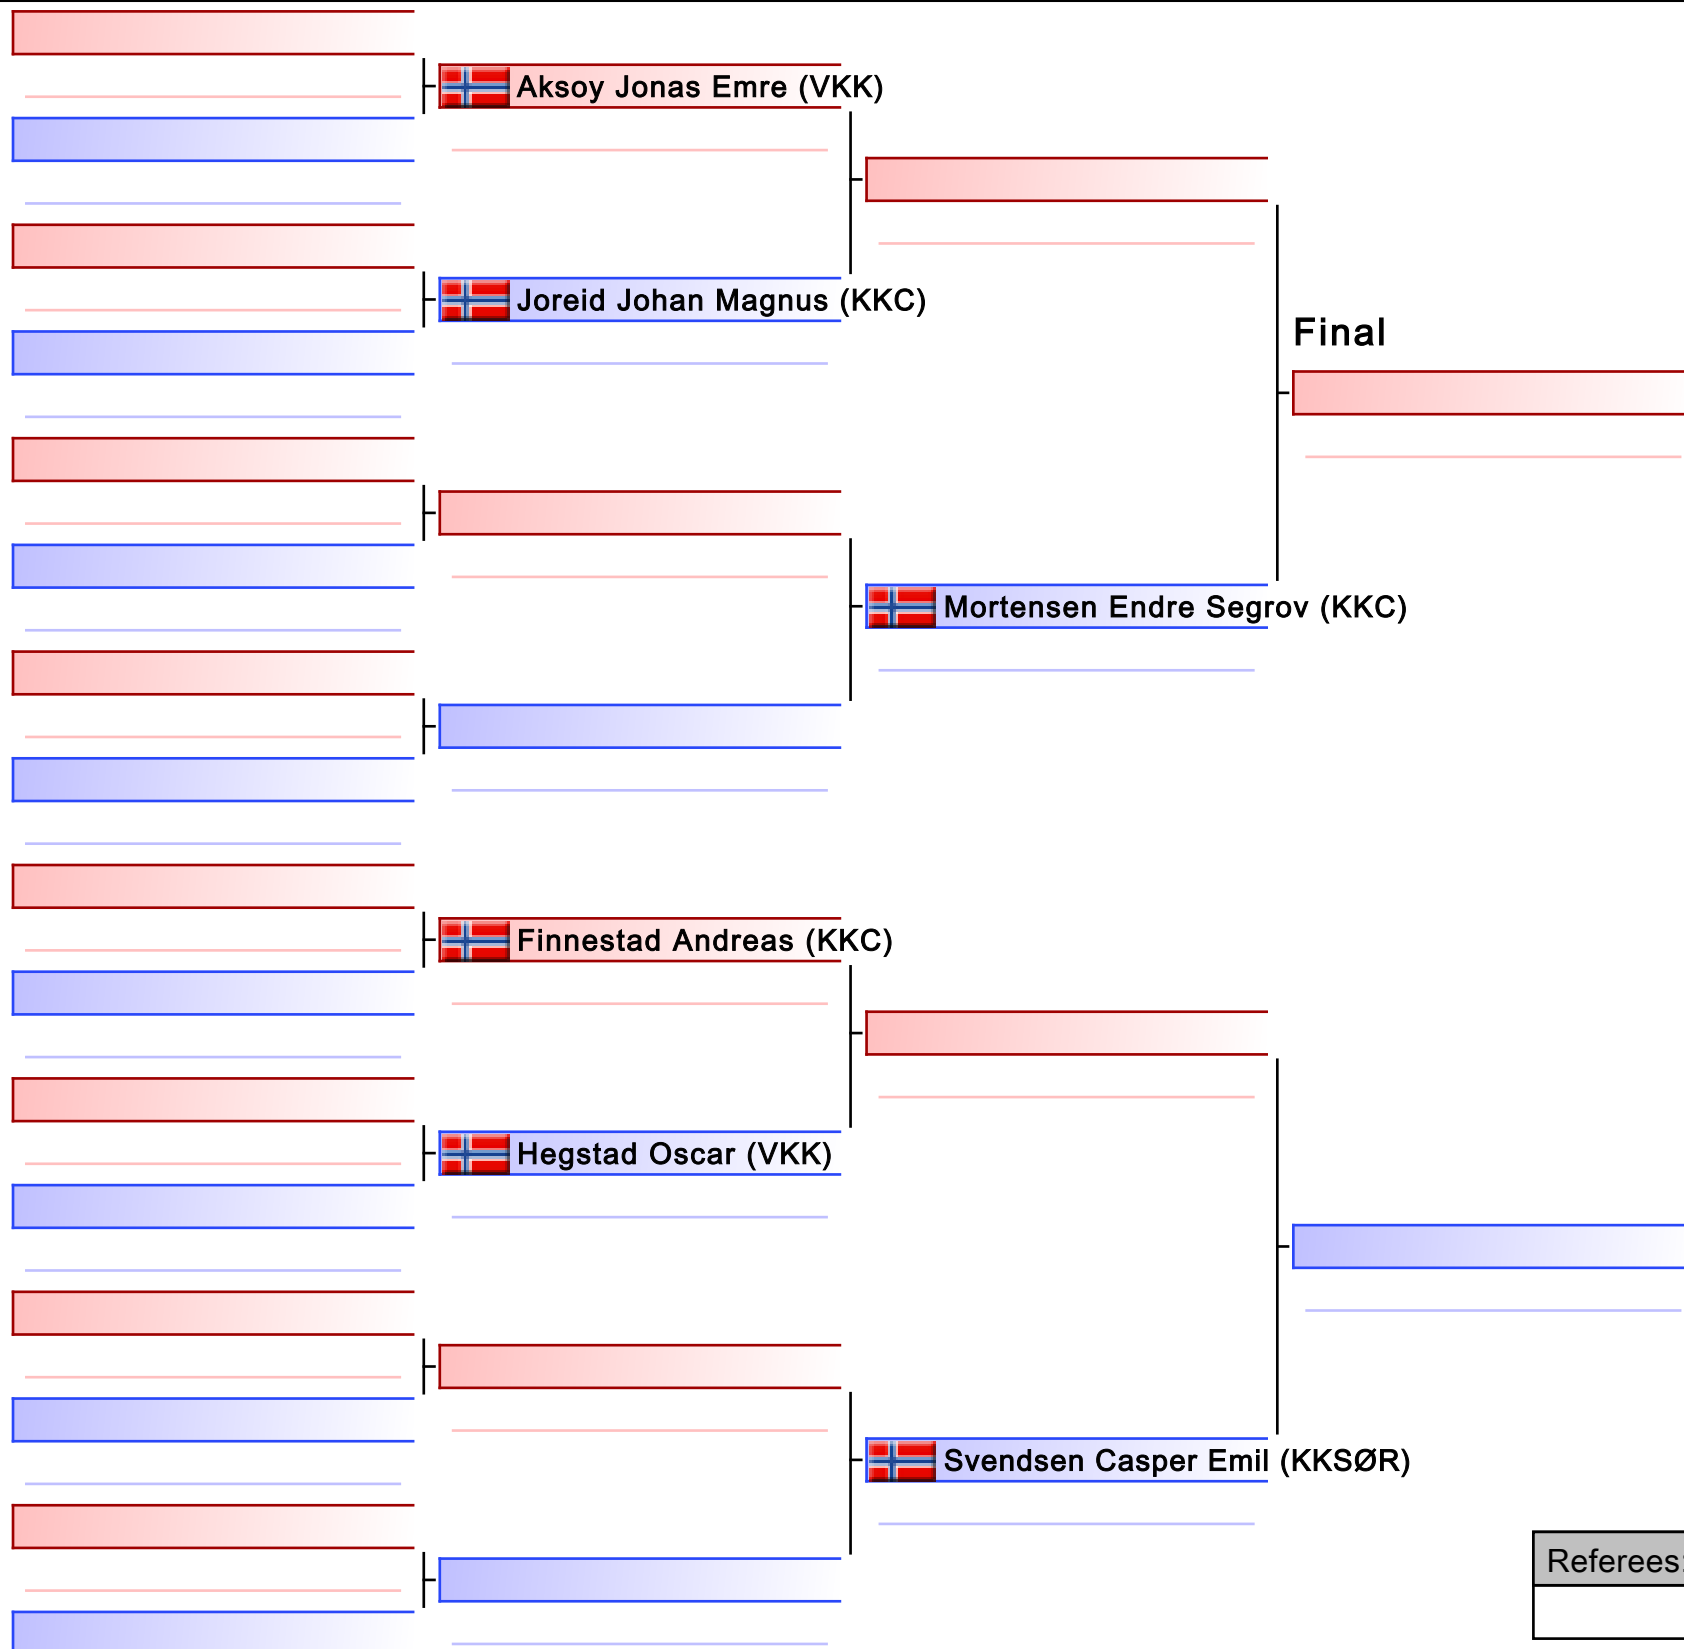 Aksoy Jonas Emre (VKK)
Joreid Johan Magnus (KKC)
Final
Mortensen Endre Segrov (KKC)
Finnestad Andreas (KKC)
Hegstad Oscar (VKK)
Svendsen Casper Emil (KKSØR)
Referees: